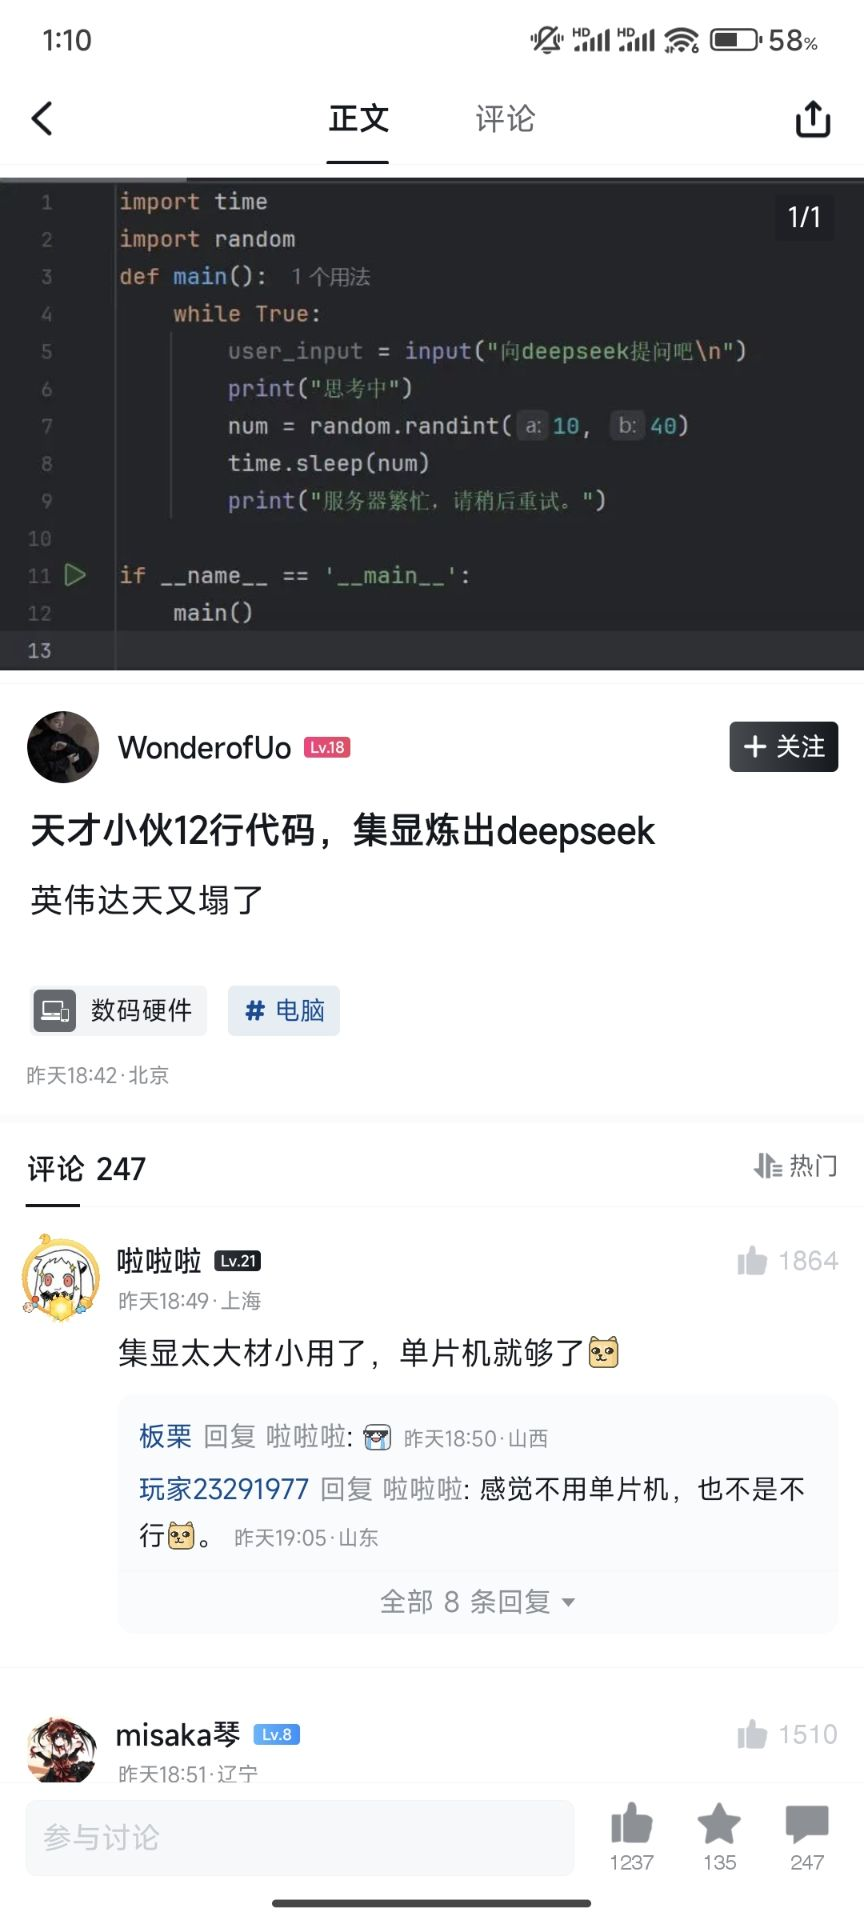 1:10
HD HD 6 58%
正文 评论
1/1
1 import time
2 import random
3 def main(): 1 个用法
4 while True:
5 user_input = input("向deepseek提问吧\n")
6 print("思考中")
7 num = random.randint( a: 10, b: 40)
8 time.sleep(num)
9 print("服务器繁忙，请稍后重试。")
10
11 if __name__ == '__main__':
12 main()
13
WonderofUo Lv.18 + 关注
天才小伙12行代码，集显炼出deepseek
英伟达天又塌了
数码硬件 # 电脑
昨天18:42·北京
评论 247 热门
啦啦啦 Lv.21 1864
昨天18:49·上海
集显太大材小用了，单片机就够了
板栗 回复 啦啦啦: 昨天18:50·山西
玩家23291977 回复 啦啦啦: 感觉不用单片机，也不是不
行。 昨天19:05·山东
全部 8 条回复
misaka琴 Lv.8 1510
昨天18:51·辽宁
参与讨论
1237 135 247